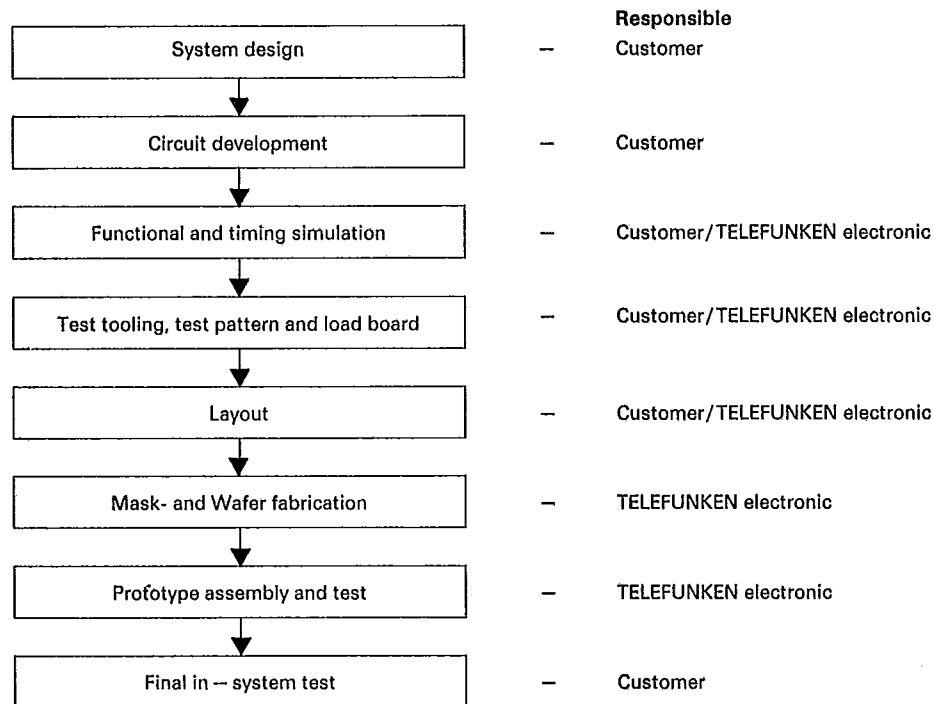 Responsible
System design – Customer
Circuit development – Customer
Functional and timing simulation – Customer/TELEFUNKEN electronic
Test tooling, test pattern and load board – Customer/TELEFUNKEN electronic
Layout – Customer/TELEFUNKEN electronic
Mask- and Wafer fabrication – TELEFUNKEN electronic
Profotype assembly and test – TELEFUNKEN electronic
Final in – system test – Customer